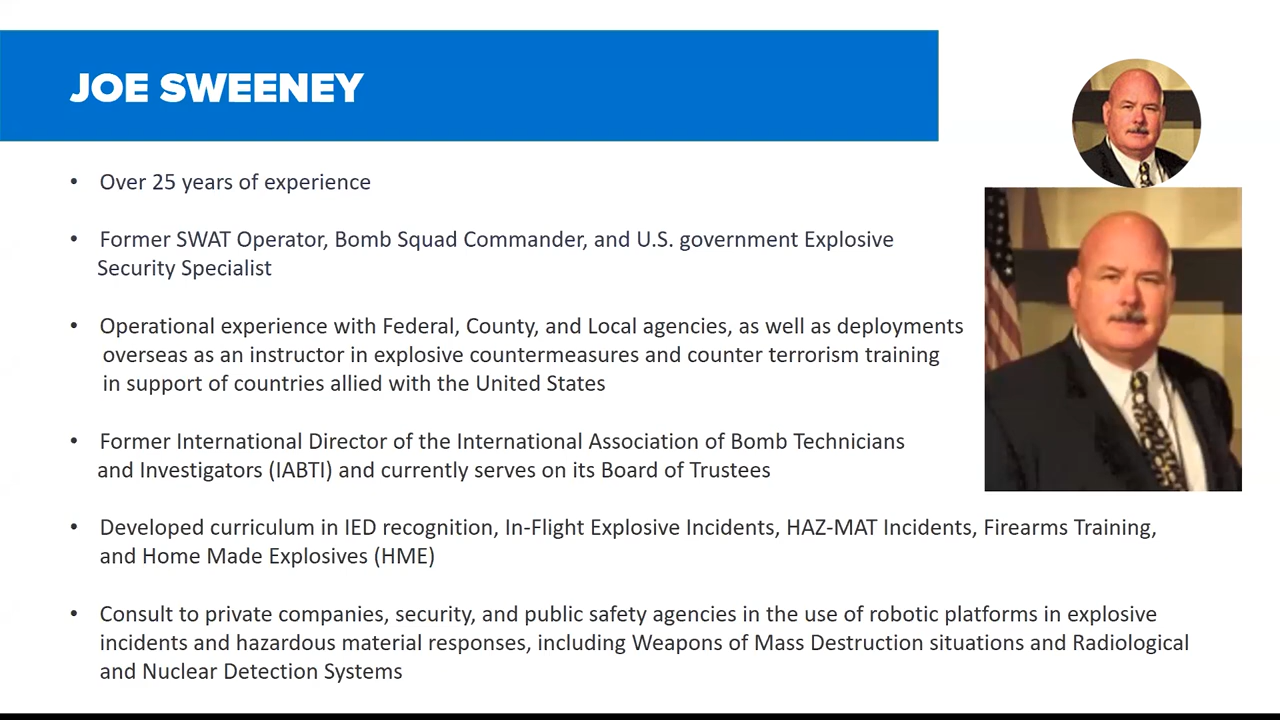 JOE SWEENEY
• Over 25 years of experience
• Former SWAT Operator, Bomb Squad Commander, and U.S. government Explosive
Security Specialist
• Operational experience with Federal, County, and Local agencies, as well as deployments
overseas as an instructor in explosive countermeasures and counter terrorism training
in support of countries allied with the United States
• Former International Director of the International Association of Bomb Technicians
and Investigators (IABTI) and currently serves on its Board of Trustees
• Developed curriculum in IED recognition, In-Flight Explosive Incidents, HAZ-MAT Incidents, Firearms Training,
and Home Made Explosives (HME)
• Consult to private companies, security, and public safety agencies in the use of robotic platforms in explosive
incidents and hazardous material responses, including Weapons of Mass Destruction situations and Radiological
and Nuclear Detection Systems